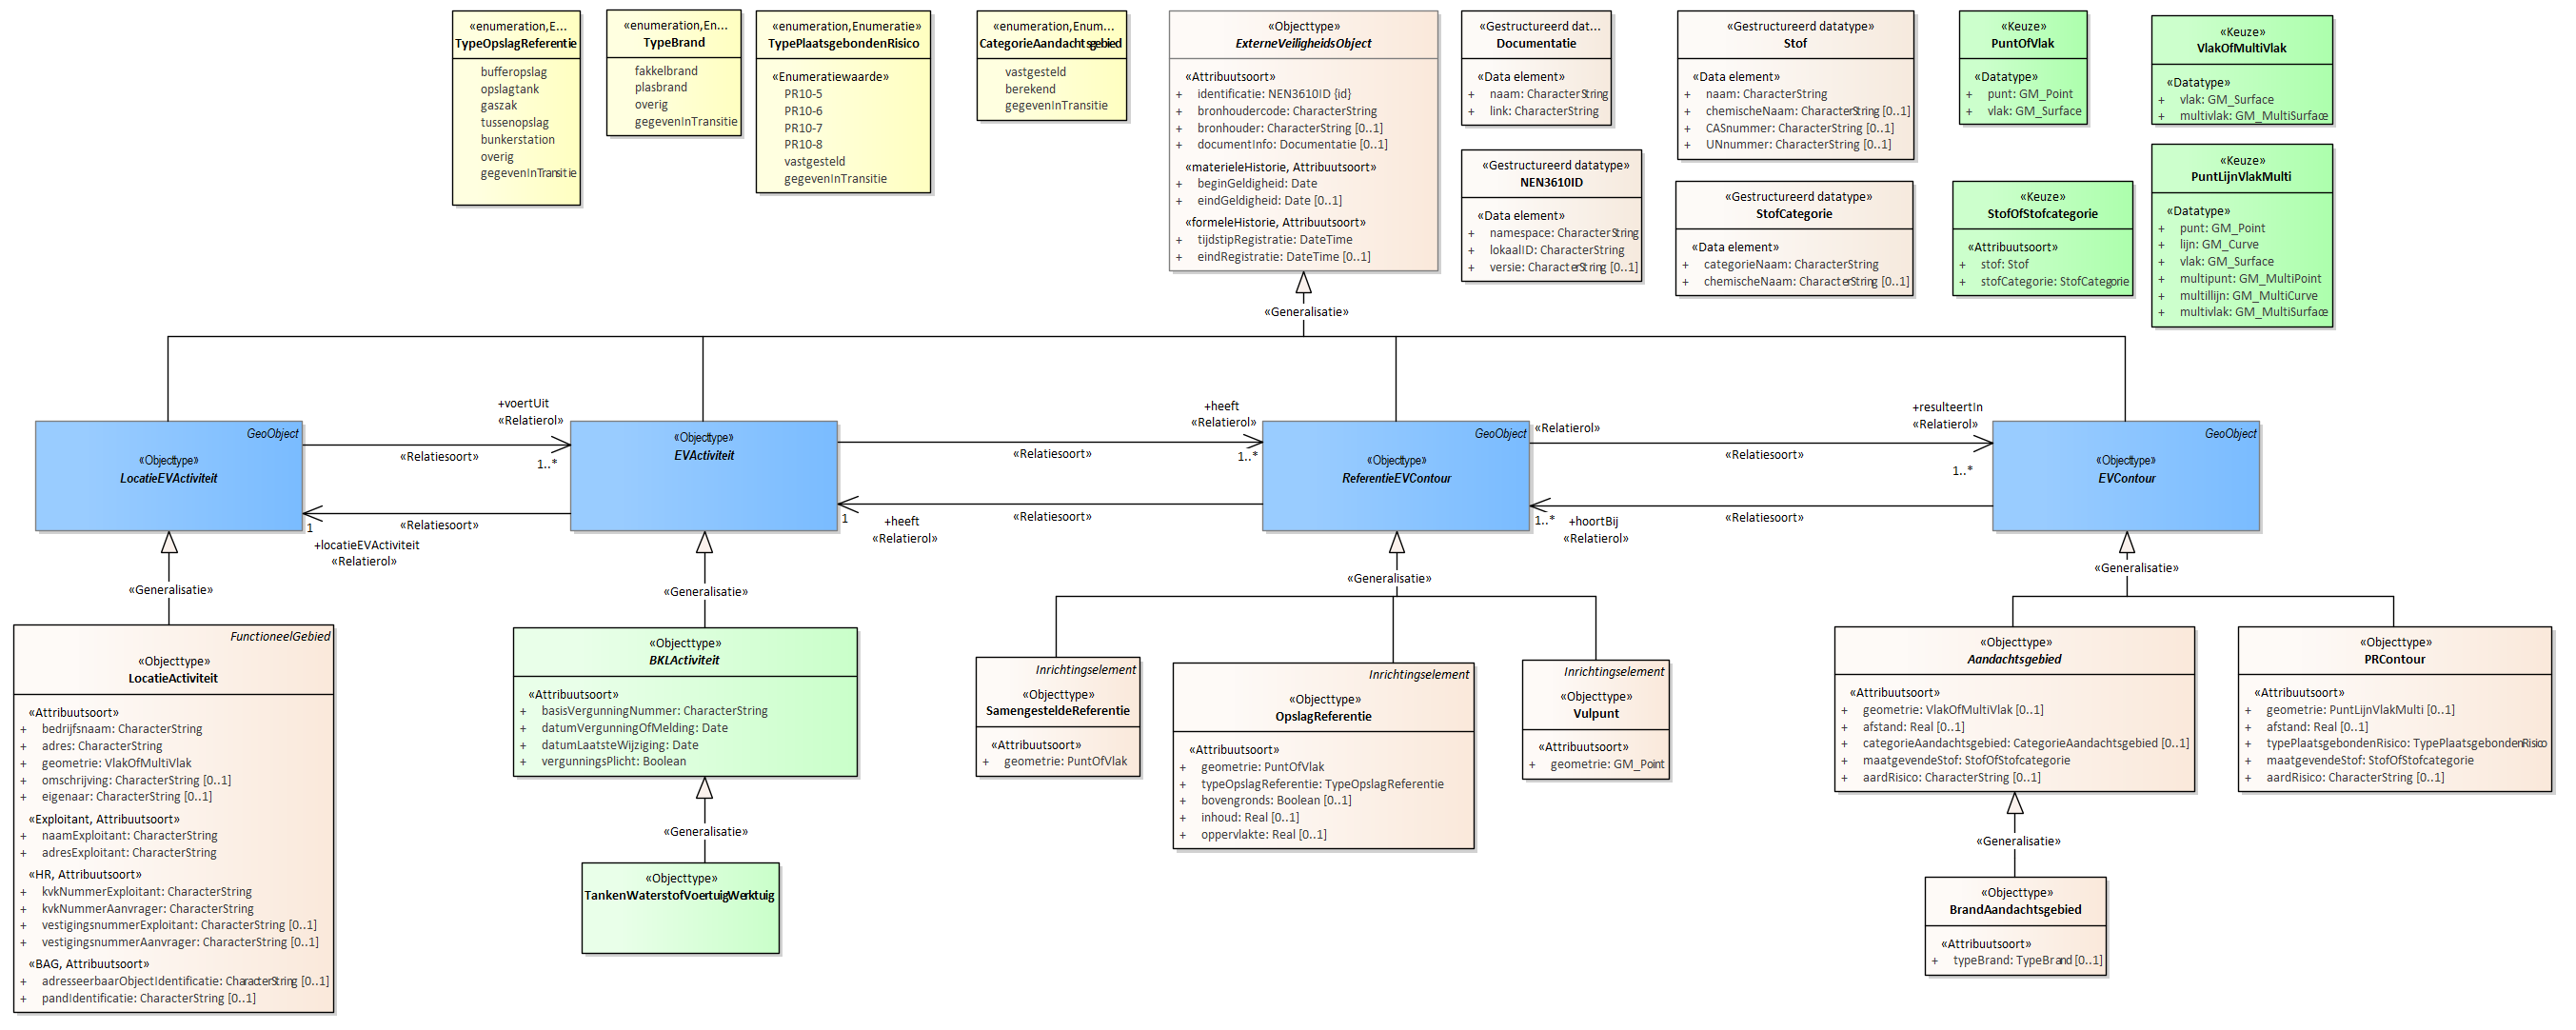 «enumeration,E...
TypeOpslagReferentie
bufferopslag
opslagtank
gaszak
tussenopslag
bunkerstation
overig
gegevenInTransitie
«enumeration,En...
TypeBrand
fakkelbrand
plasbrand
overig
gegevenInTransitie
«enumeration,Enumeratie»
TypePlaatsgebondenRisico
«Enumeratiewaarde»
PR10-5
PR10-6
PR10-7
PR10-8
vastgesteld
gegevenInTransitie
«enumeration,Enum...
CategorieAandachtsgebied
vastgesteld
berekend
gegevenInTransitie
«Objecttype»
ExterneVeiligheidsObject
«Attribuutsoort»
+ identificatie: NEN3610ID {id}
+ bronhoudercode: CharacterString
+ bronhouder: CharacterString [0..1]
+ documentInfo: Documentatie [0..1]
«materieleHistorie, Attribuutsoort»
+ beginGeldigheid: Date
+ eindGeldigheid: Date [0..1]
«formeleHistorie, Attribuutsoort»
+ tijdstipRegistratie: DateTime
+ eindRegistratie: DateTime [0..1]
«Gestructureerd dat...
Documentatie
«Data element»
+ naam: CharacterString
+ link: CharacterString
«Gestructureerd datatype»
NEN3610ID
«Data element»
+ namespace: CharacterString
+ lokaalID: CharacterString
+ versie: CharacterString [0..1]
«Gestructureerd datatype»
Stof
«Data element»
+ naam: CharacterString
+ chemischeNaam: CharacterString [0..1]
+ CASnummer: CharacterString [0..1]
+ UNnummer: CharacterString [0..1]
«Gestructureerd datatype»
StofCategorie
«Data element»
+ categorieNaam: CharacterString
+ chemischeNaam: CharacterString [0..1]
«Keuze»
PuntOfVlak
«Datatype»
+ punt: GM_Point
+ vlak: GM_Surface
«Keuze»
StofOfStofcategorie
«Attribuutsoort»
+ stof: Stof
+ stofCategorie: StofCategorie
«Keuze»
VlakOfMultiVlak
«Datatype»
+ vlak: GM_Surface
+ multivlak: GM_MultiSurface
«Keuze»
PuntLijnVlakMulti
«Datatype»
+ punt: GM_Point
+ lijn: GM_Curve
+ vlak: GM_Surface
+ multipunt: GM_MultiPoint
+ multilijn: GM_MultiCurve
+ multivlak: GM_MultiSurface
«Generalisatie»
GeoObject
«Objecttype»
LocatieEVActiviteit
+voertUit
«Relatierol»
«Relatiesoort»
1..*
«Relatiesoort»
1
+locatieEVActiviteit
«Relatierol»
«Objecttype»
EVActiviteit
+heeft
«Relatierol»
«Relatiesoort»
1..*
«Relatiesoort»
1
+heeft
«Relatierol»
GeoObject
«Objecttype»
ReferentieEVContour
«Relatierol»
+resulteertIn
«Relatierol»
«Relatiesoort»
1..*
«Relatiesoort»
1..*
+hoortBij
«Relatierol»
GeoObject
«Objecttype»
EVContour
«Generalisatie»
«Generalisatie»
«Generalisatie»
«Generalisatie»
FunctioneelGebied
«Objecttype»
LocatieActiviteit
«Attribuutsoort»
+ bedrijfsnaam: CharacterString
+ adres: CharacterString
+ geometrie: VlakOfMultiVlak
+ omschrijving: CharacterString [0..1]
+ eigenaar: CharacterString [0..1]
«Exploitant, Attribuutsoort»
+ naamExploitant: CharacterString
+ adresExploitant: CharacterString
«HR, Attribuutsoort»
+ kvkNummerExploitant: CharacterString
+ kvkNummerAanvrager: CharacterString
+ vestigingsnummerExploitant: CharacterString [0..1]
+ vestigingsnummerAanvrager: CharacterString [0..1]
«BAG, Attribuutsoort»
+ adresseerbaarObjectIdentificatie: CharacterString [0..1]
+ pandIdentificatie: CharacterString [0..1]
«Objecttype»
BKLActiviteit
«Attribuutsoort»
+ basisVergunningNummer: CharacterString
+ datumVergunningOfMelding: Date
+ datumLaatsteWijziging: Date
+ vergunningsPlicht: Boolean
«Generalisatie»
«Objecttype»
TankenWaterstofVoertuigWerktuig
Inrichtingselement
«Objecttype»
SamengesteldeReferentie
«Attribuutsoort»
+ geometrie: PuntOfVlak
Inrichtingselement
«Objecttype»
OpslagReferentie
«Attribuutsoort»
+ geometrie: PuntOfVlak
+ typeOpslagReferentie: TypeOpslagReferentie
+ bovengronds: Boolean [0..1]
+ inhoud: Real [0..1]
+ oppervlakte: Real [0..1]
Inrichtingselement
«Objecttype»
Vulpunt
«Attribuutsoort»
+ geometrie: GM_Point
«Objecttype»
Aandachtsgebied
«Attribuutsoort»
+ geometrie: VlakOfMultiVlak [0..1]
+ afstand: Real [0..1]
+ categorieAandachtsgebied: CategorieAandachtsgebied [0..1]
+ maatgevendeStof: StofOfStofcategorie
+ aardRisico: CharacterString [0..1]
«Objecttype»
PRContour
«Attribuutsoort»
+ geometrie: PuntLijnVlakMulti [0..1]
+ afstand: Real [0..1]
+ typePlaatsgebondenRisico: TypePlaatsgebondenRisico
+ maatgevendeStof: StofOfStofcategorie
+ aardRisico: CharacterString [0..1]
«Generalisatie»
«Objecttype»
BrandAandachtsgebied
«Attribuutsoort»
+ typeBrand: TypeBrand [0..1]